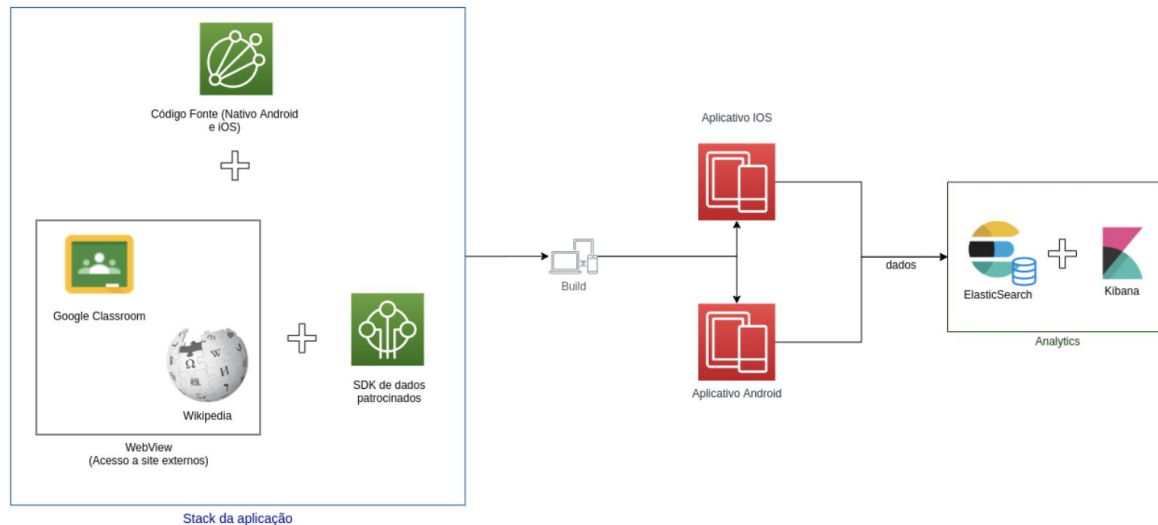 Código Fonte (Nativo Android
e iOS)
Google Classroom
Wikipedia
WebView
(Acesso a site externos)
SDK de dados
patrocinados
Stack da aplicação
Build
Aplicativo IOS
Aplicativo Android
dados
ElasticSearch
Kibana
Analytics